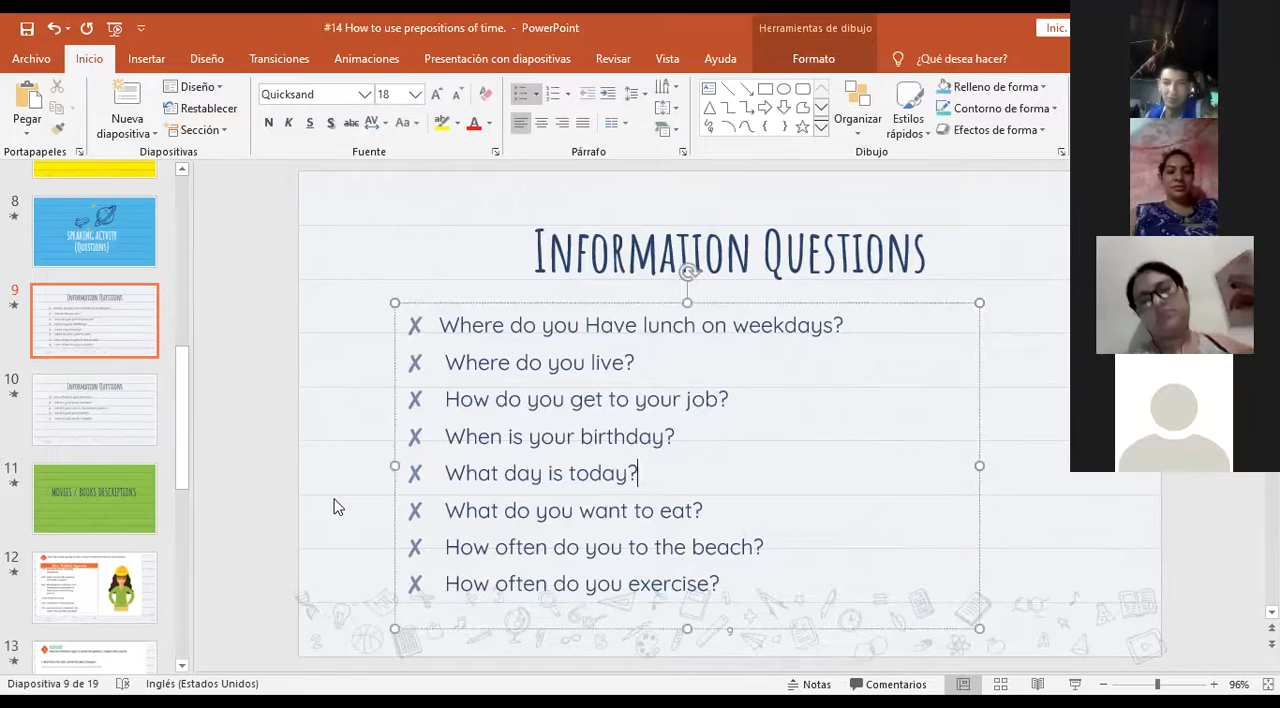 #14 How to use prepositions of time. - PowerPoint
Herramientas de dibujo
Inic.
Archivo
Inicio
Insertar
Diseño
Transiciones
Animaciones
Presentación con diapositivas
Revisar
Vista
Ayuda
Formato
¿Qué desea hacer?
Pegar
Nueva
diapositiva
Diseño
Restablecer
Sección
Quicksand
18
N K S S abc AV Aa A
Organizar
Estilos
rápidos
Relleno de forma
Contorno de forma
Efectos de forma
Portapapeles
Diapositivas
Fuente
Párrafo
Dibujo
8
SPEAKING ACTIVITY
(QUESTIONS)
9
INFORMATION QUESTIONS
10
INFORMATION QUESTIONS
11
MOVIES / BOOKS DESCRIPTIONS
12
13
INFORMATION QUESTIONS
✗ Where do you Have lunch on weekdays?
✗ Where do you live?
✗ How do you get to your job?
✗ When is your birthday?
✗ What day is today?
✗ What do you want to eat?
✗ How often do you to the beach?
✗ How often do you exercise?
9
Diapositiva 9 de 19
Inglés (Estados Unidos)
Notas
Comentarios
96%